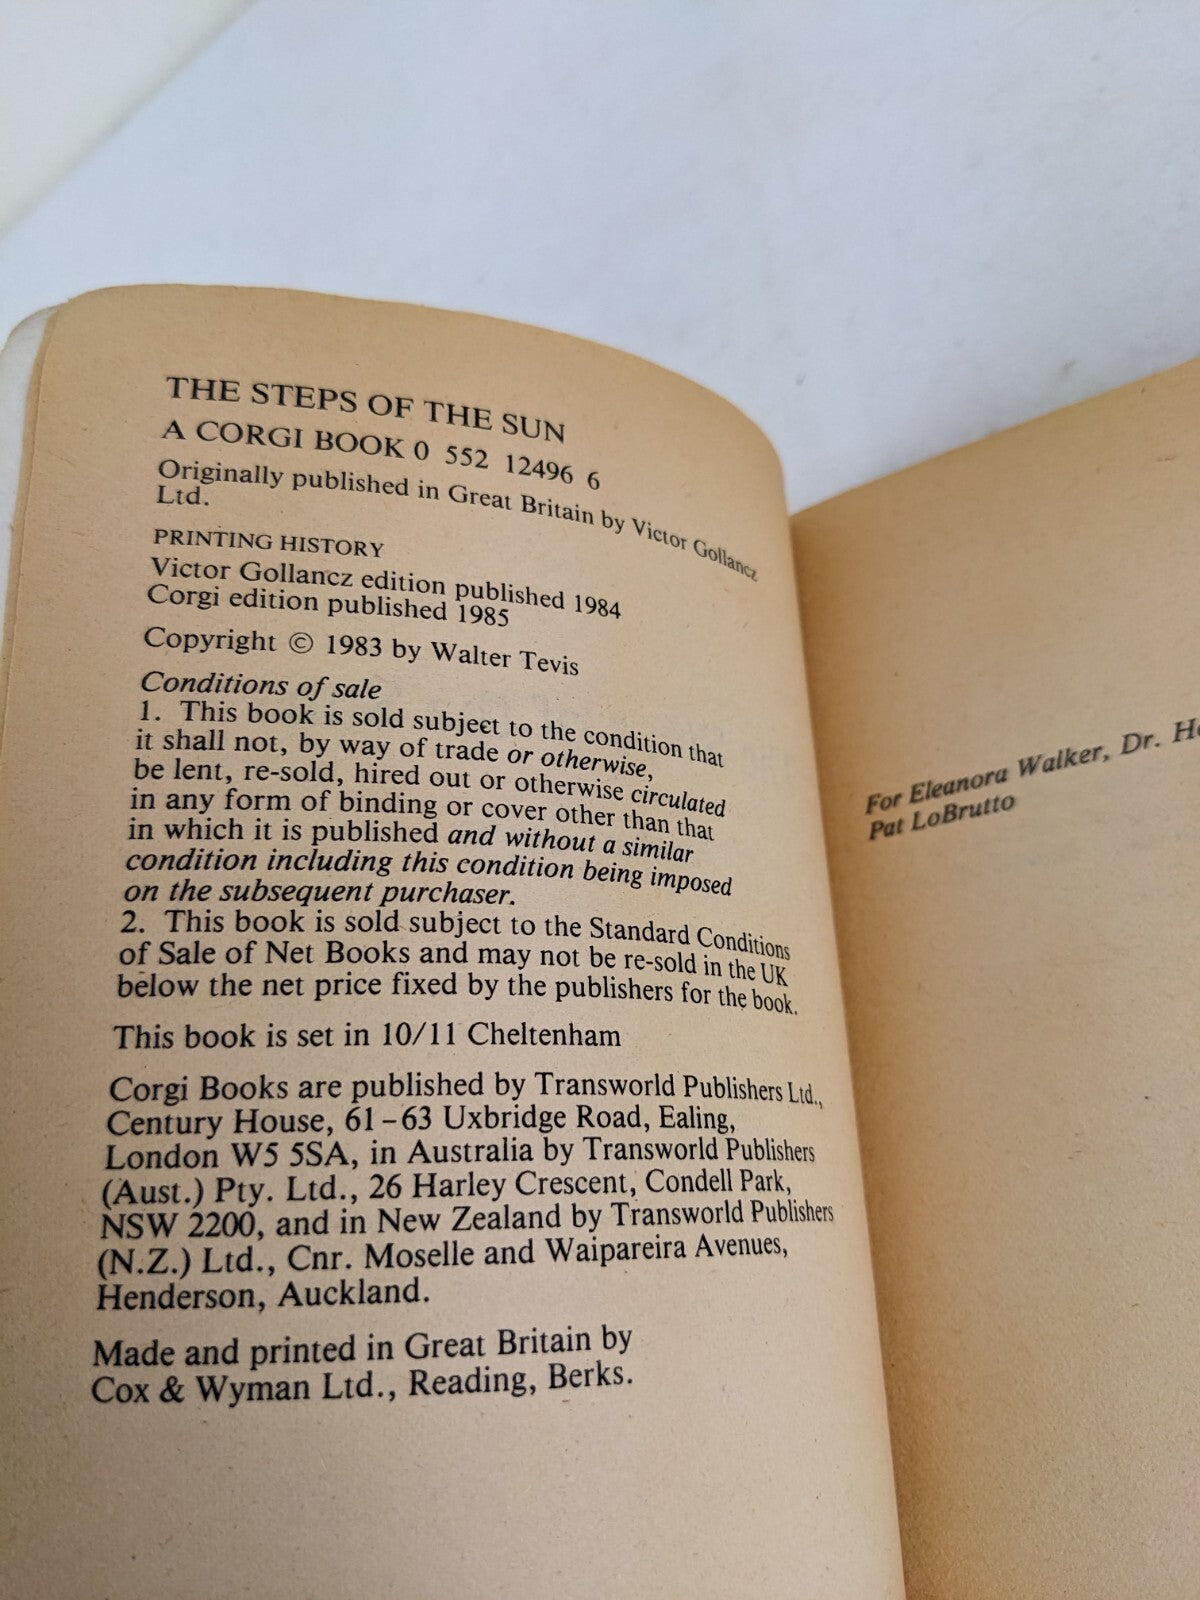 THE STEPS OF THE SUN
A CORGI BOOK 0 552 12496 6
Originally published in Great Britain by Victor Gollancz
Ltd.
PRINTING HISTORY
Victor Gollancz edition published 1984
Corgi edition published 1985
Copyright © 1983 by Walter Tevis
Conditions of sale
1. This book is sold subject to the condition that
it shall not, by way of trade or otherwise,
be lent, re-sold, hired out or otherwise circulated
in any form of binding or cover other than that
in which it is published and without a similar
condition including this condition being imposed
on the subsequent purchaser.
2. This book is sold subject to the Standard Conditions
of Sale of Net Books and may not be re-sold in the UK
below the net price fixed by the publishers for the book.
This book is set in 10/11 Cheltenham
Corgi Books are published by Transworld Publishers Ltd.,
Century House, 61–63 Uxbridge Road, Ealing,
London W5 5SA, in Australia by Transworld Publishers
(Aust.) Pty. Ltd., 26 Harley Crescent, Condell Park,
NSW 2200, and in New Zealand by Transworld Publishers
(N.Z.) Ltd., Cnr. Moselle and Waipareira Avenues,
Henderson, Auckland.
Made and printed in Great Britain by
Cox & Wyman Ltd., Reading, Berks.
For Eleanora Walker, Dr.
Pat LoBrutto